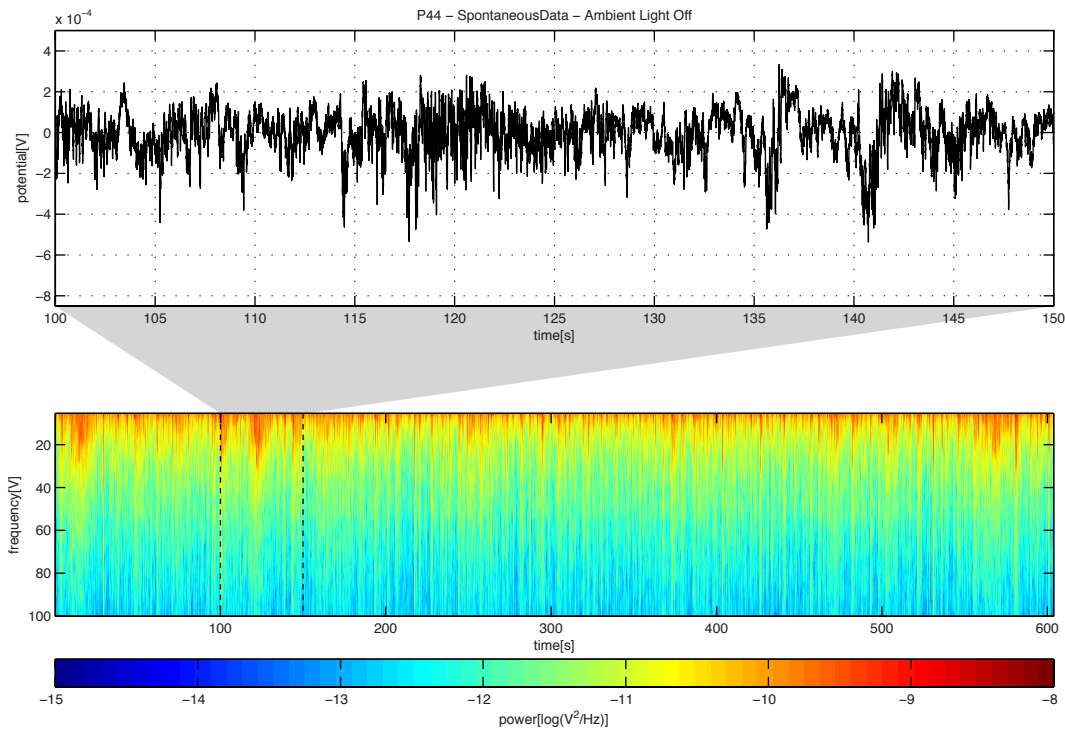 P44 − SpontaneousData − Ambient Light Off
x 10−4
4
2
0
−2
−4
−6
−8
potential[V]
100 105 110 115 120 125 130 135 140 145 150
time[s]
20
40
60
80
100
frequency[V]
100 200 300 400 500 600
time[s]
−15 −14 −13 −12 −11 −10 −9 −8
power[log(V2/Hz)]